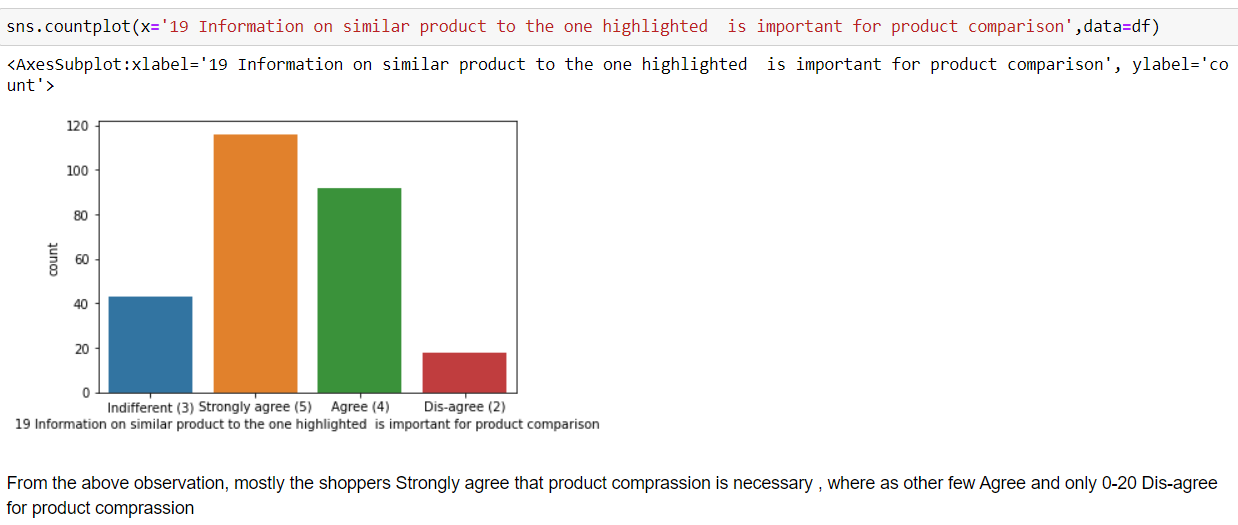 sns.countplot(x='19 Information on similar product to the one highlighted  is important for product comparison',data=df)
<AxesSubplot:xlabel='19 Information on similar product to the one highlighted  is important for product comparison', ylabel='co
unt'>
120
100
80
60
40
20
0
count
Indifferent (3) Strongly agree (5) Agree (4) Dis-agree (2)
19 Information on similar product to the one highlighted  is important for product comparison
From the above observation, mostly the shoppers Strongly agree that product comprassion is necessary , where as other few Agree and only 0-20 Dis-agree
for product comprassion